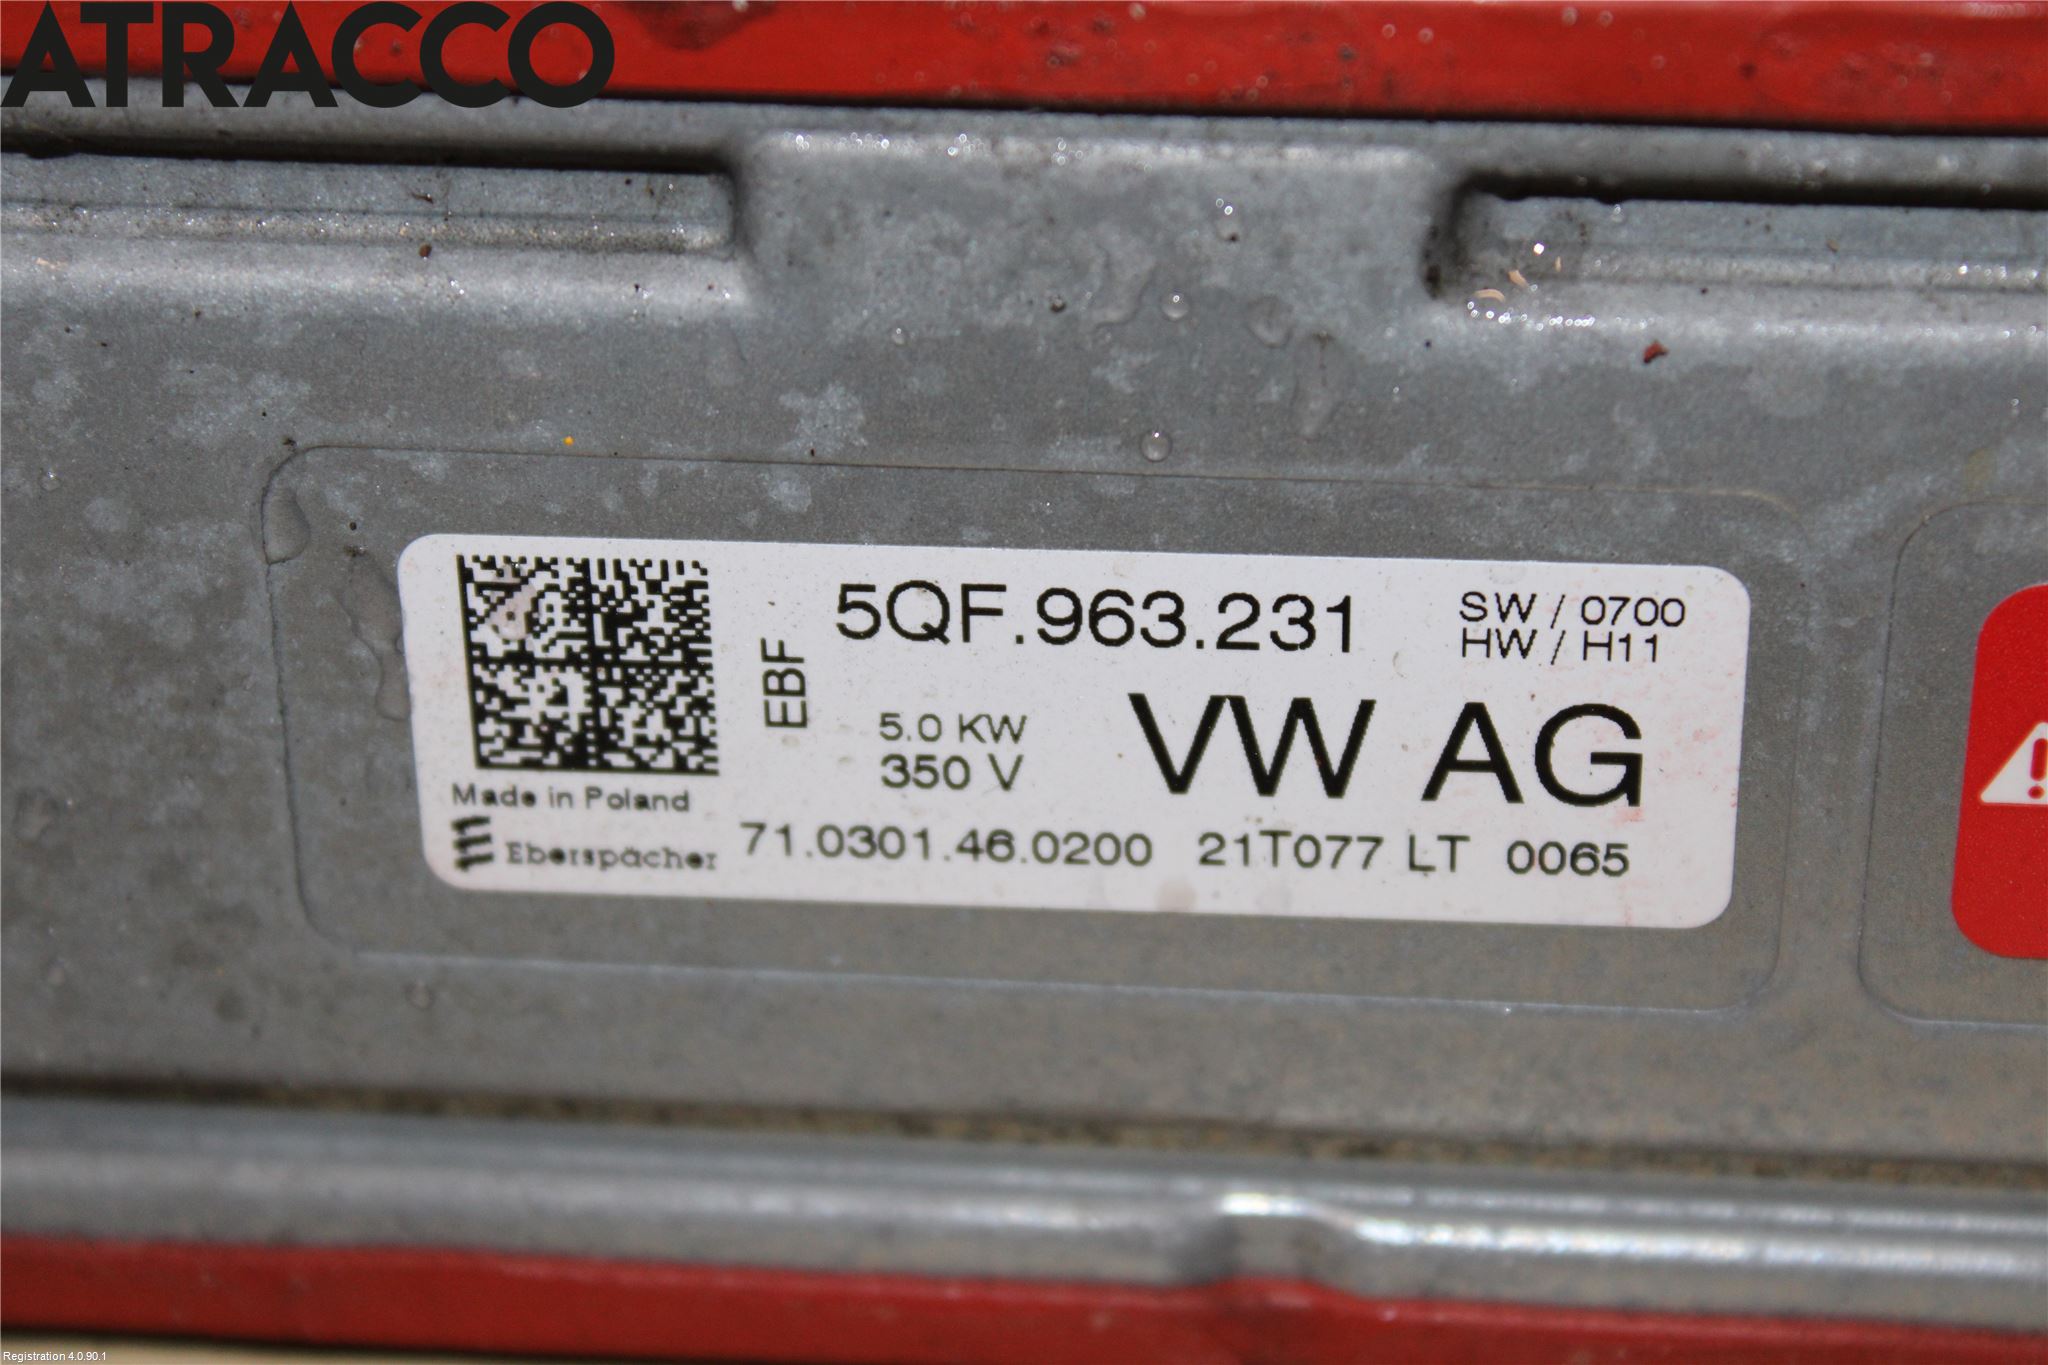 ATRACCO
5QF.963.231
SW / 0700
HW / H11
EBF
5.0 KW
350 V
VW AG
Made in Poland
Eberspächer
71.0301.46.0200 21T077 LT 0065
Registration 4.0.90.1